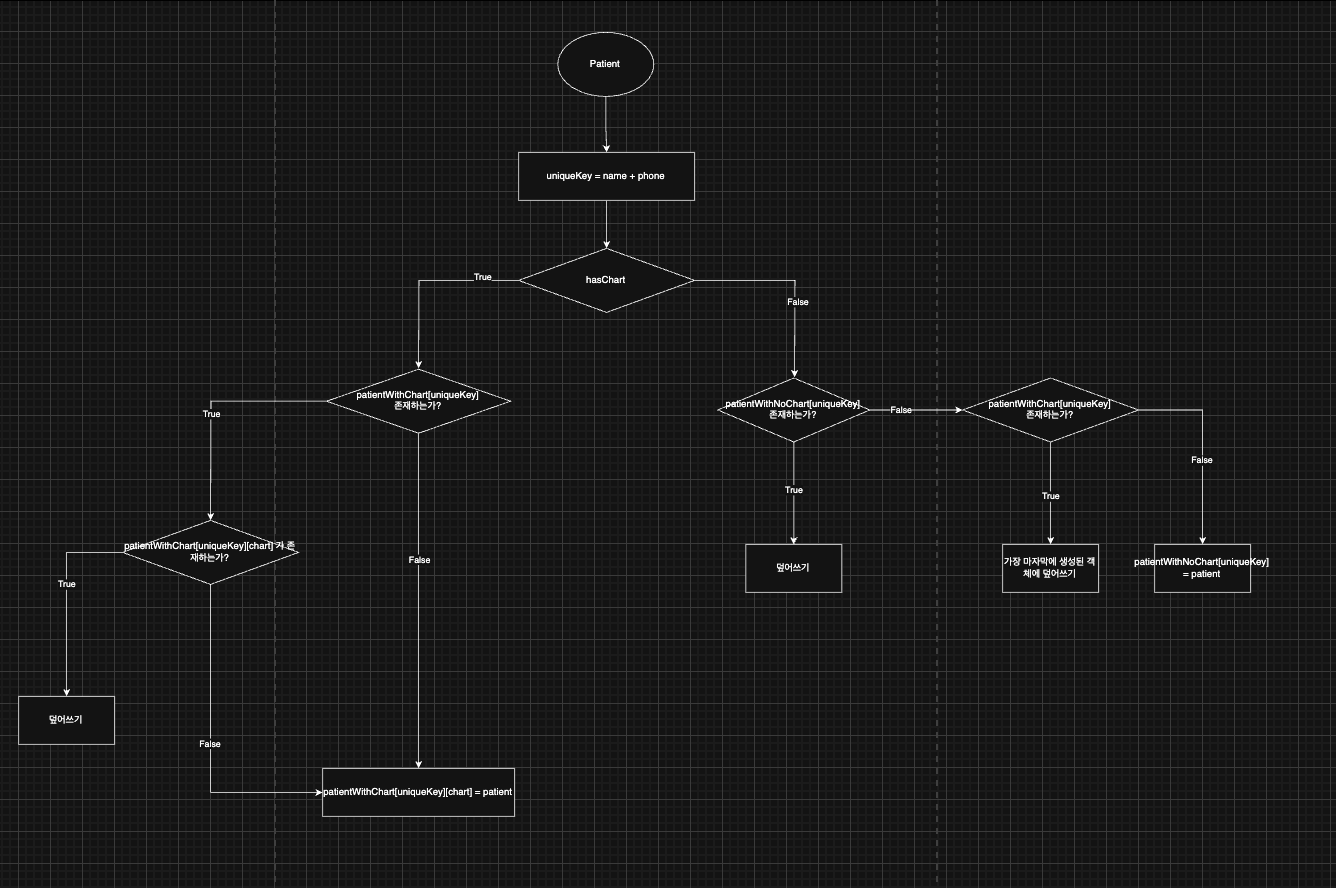 Patient
uniqueKey = name + phone
hasChart
True
False
patientWithChart[uniqueKey]
존재하는가?
True
False
patientWithNoChart[uniqueKey]
존재하는가?
False
True
patientWithChart[uniqueKey]
존재하는가?
True
False
patientWithChart[uniqueKey][chart] 가 존
재하는가?
True
False
덮어쓰기
가장 마지막에 생성된 객
체에 덮어쓰기
patientWithNoChart[uniqueKey]
= patient
덮어쓰기
patientWithChart[uniqueKey][chart] = patient